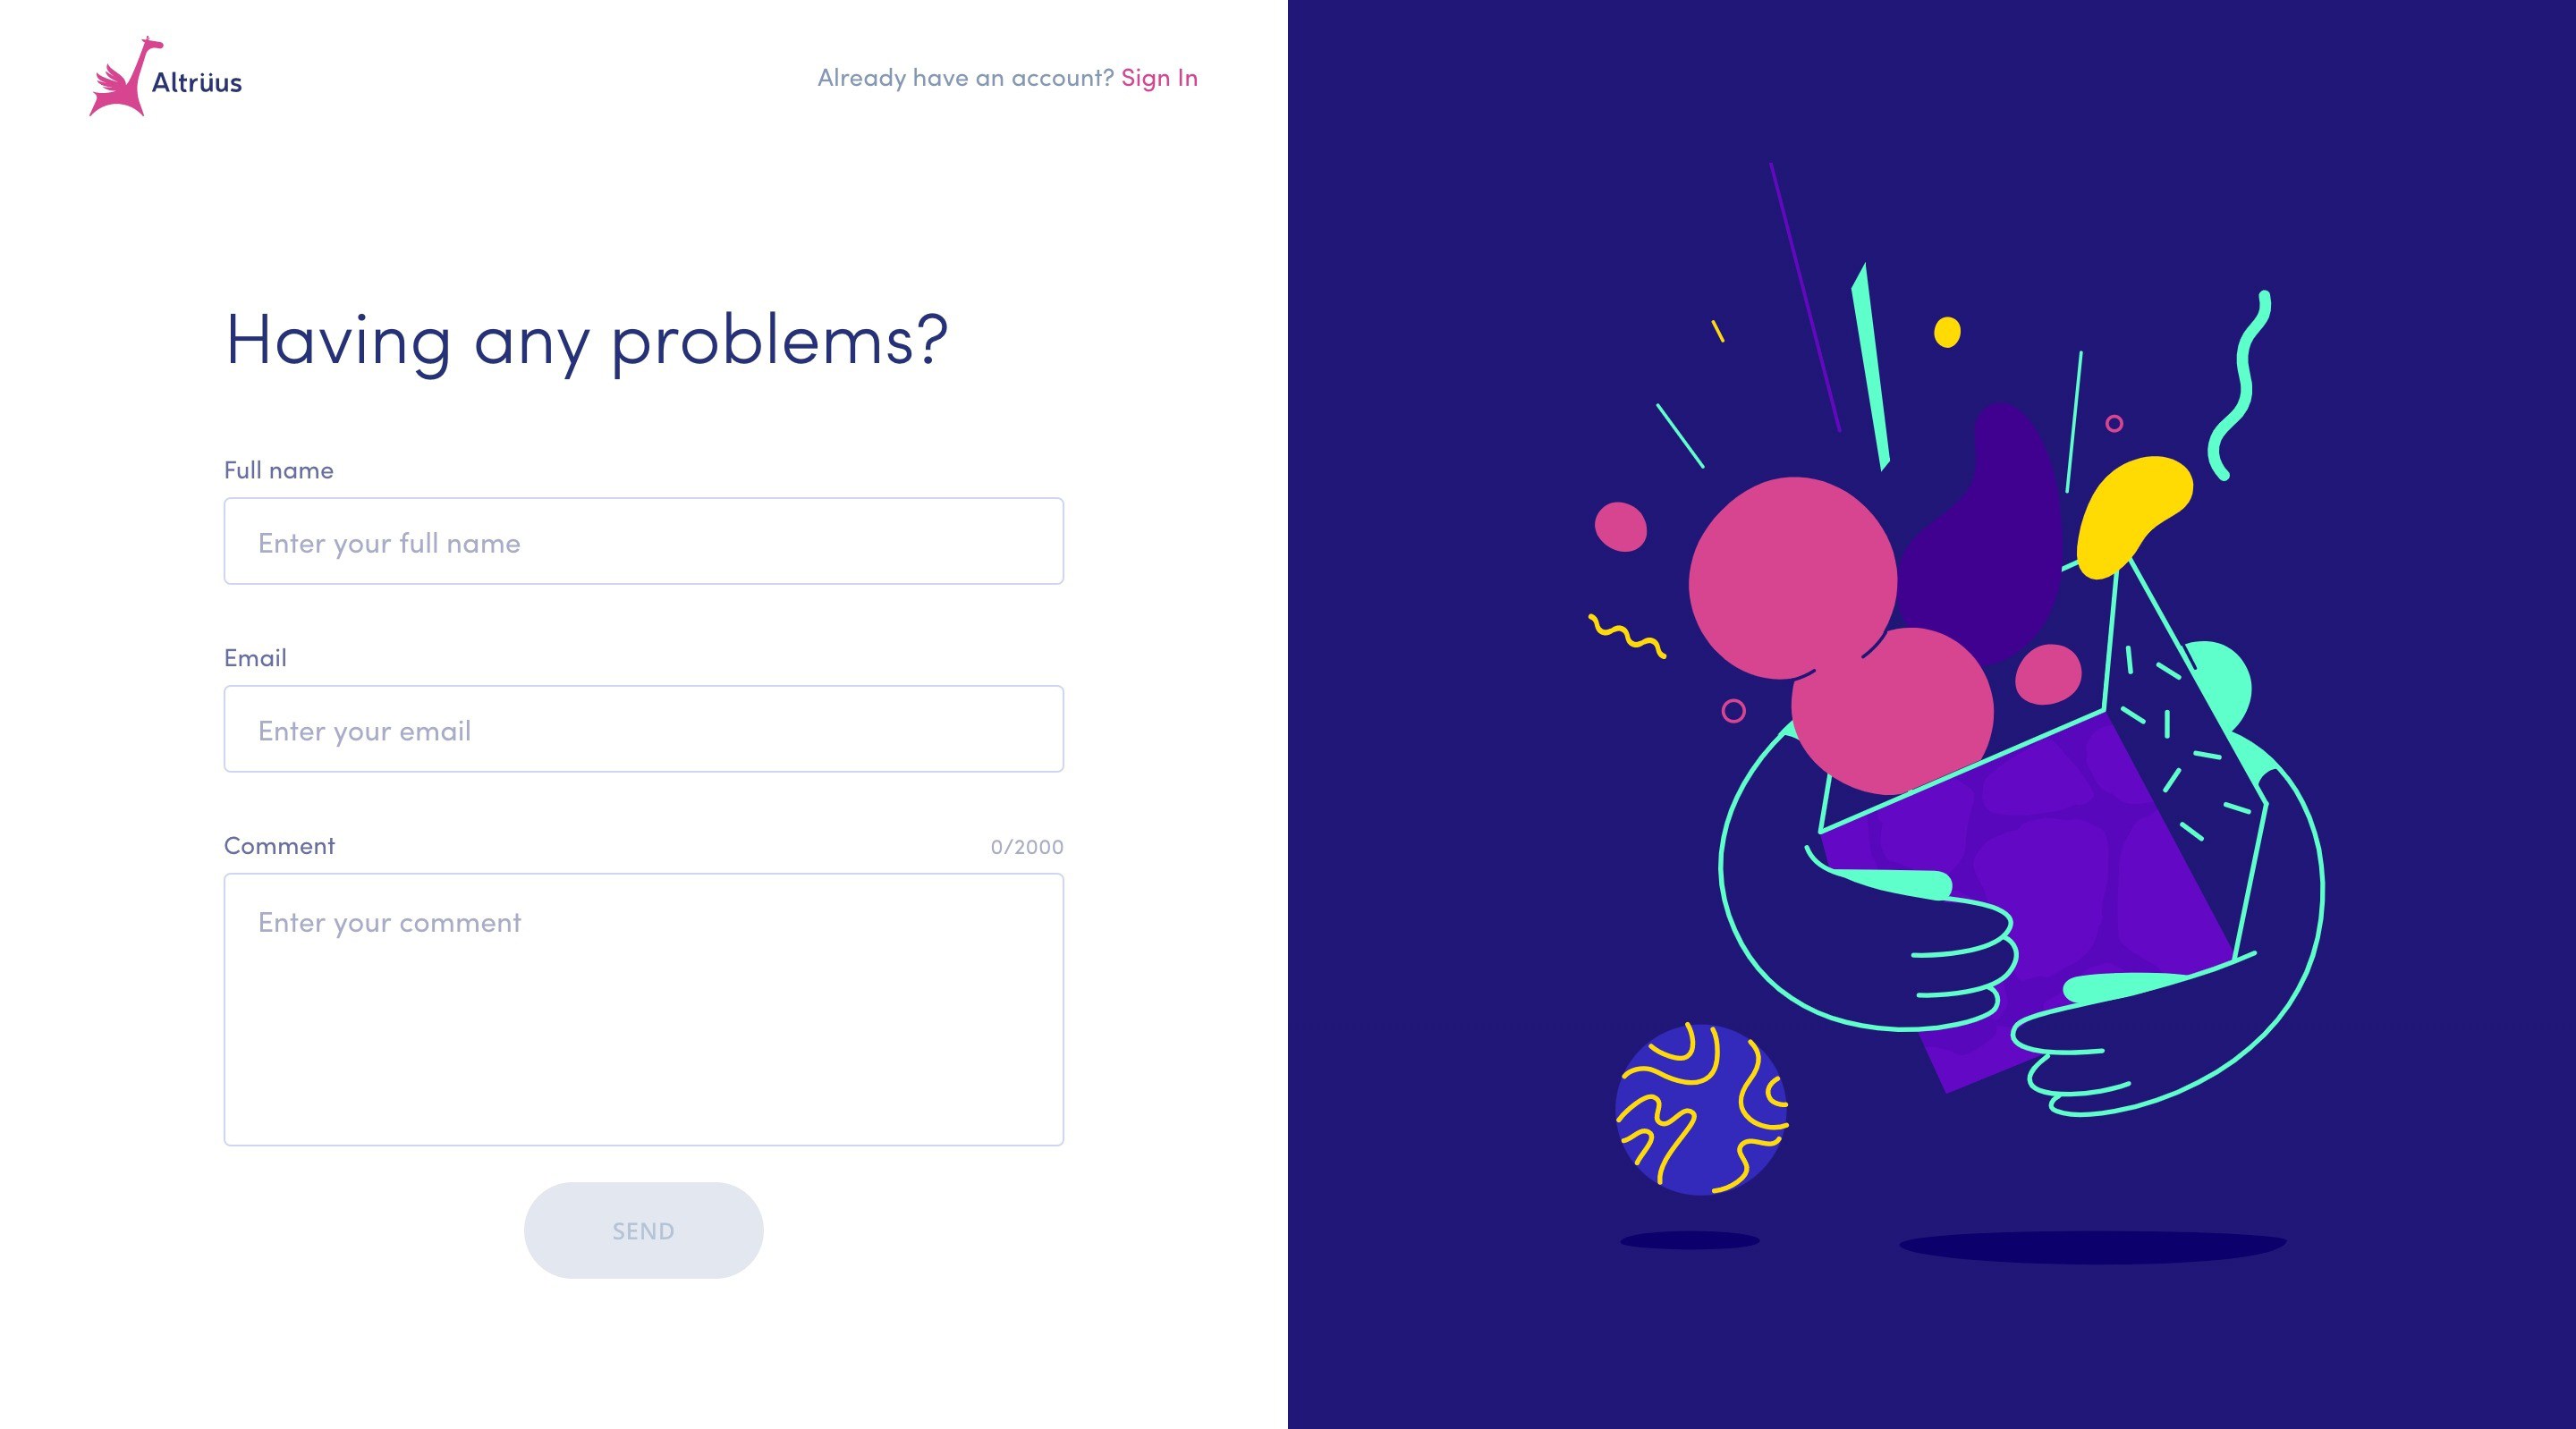 Altrüus
Already have an account? Sign In
Having any problems?
Full name
Enter your full name
Email
Enter your email
Comment 0/2000
Enter your comment
SEND